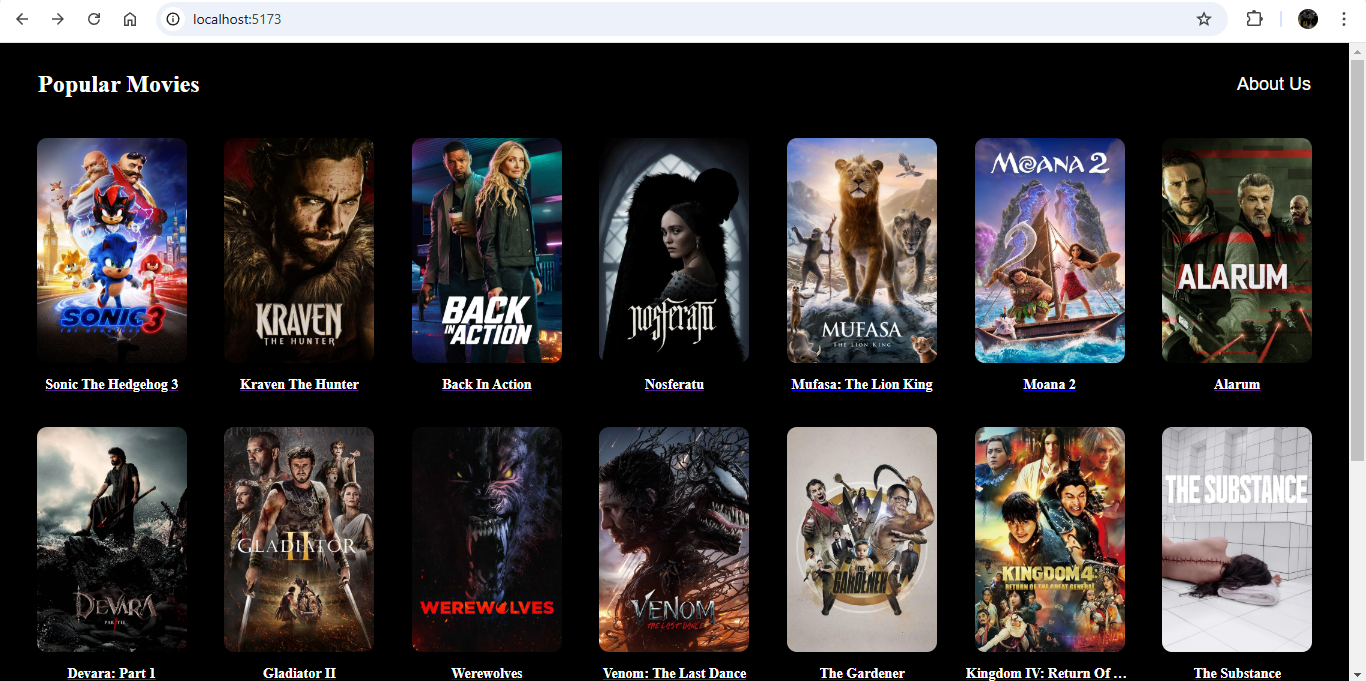 localhost:5173
Popular Movies
About Us
SONIC 3
THE HEDGEHOG
KRAVEN
THE HUNTER
BACK
IN ACTION
nosferatu
MUFASA
THE LION KING
MOANA 2
ALARUM
Sonic The Hedgehog 3
Kraven The Hunter
Back In Action
Nosferatu
Mufasa: The Lion King
Moana 2
Alarum
DEVARA
GLADIATOR
II
WEREWOLVES
VENOM
THE LAST DANCE
THE
GARDENER
KINGDOM 4
RETURN OF THE GREAT GENERAL
THE SUBSTANCE
Devara: Part 1
Gladiator II
Werewolves
Venom: The Last Dance
The Gardener
Kingdom IV: Return Of ...
The Substance